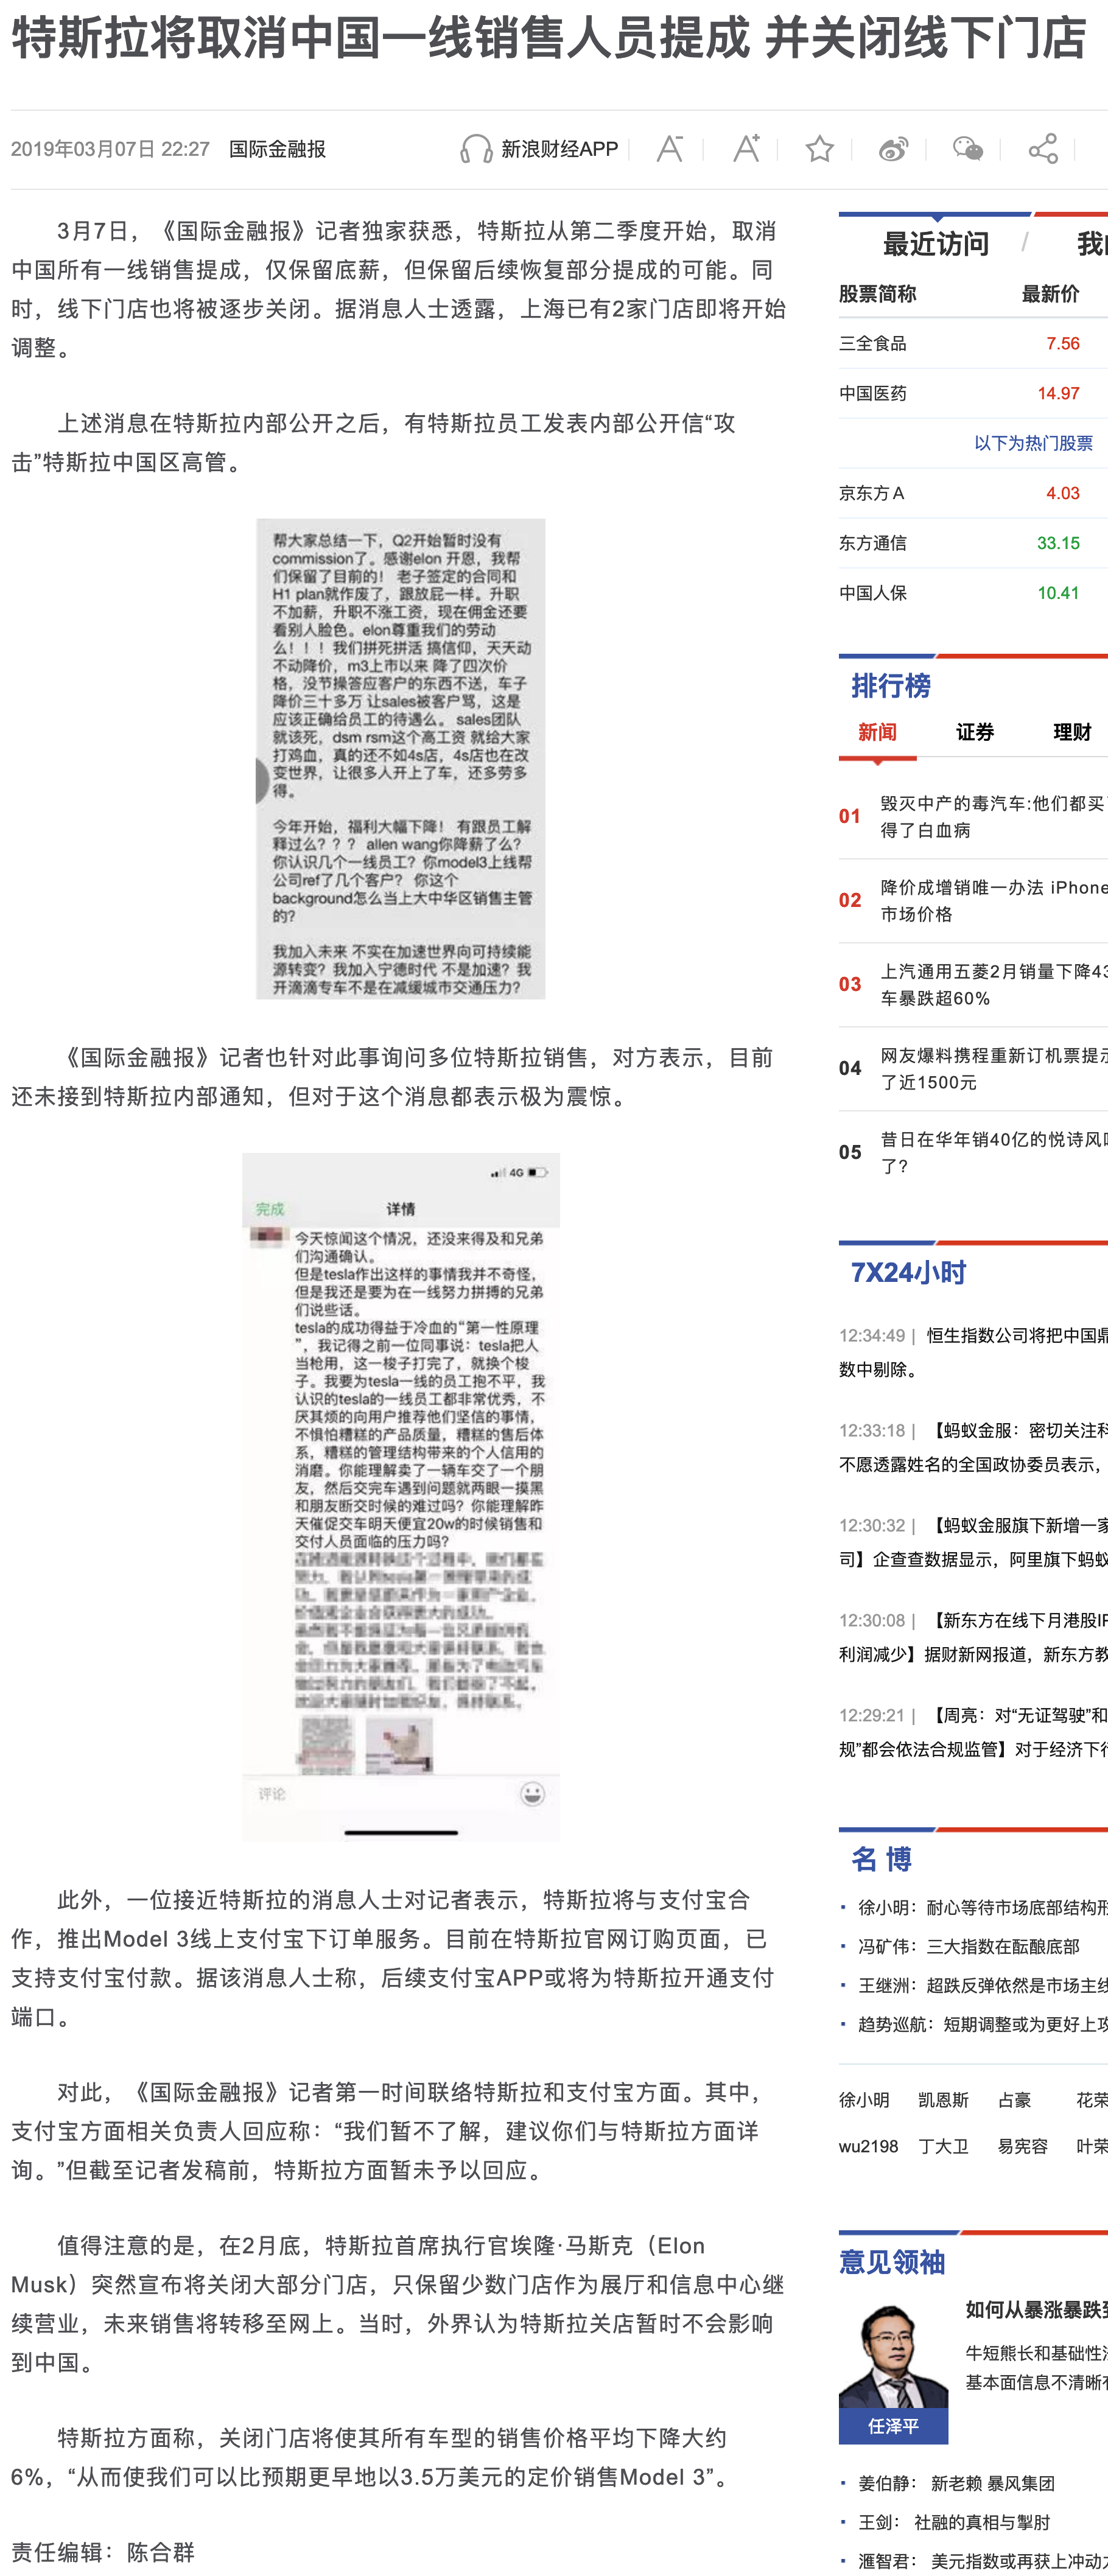 特斯拉将取消中国一线销售人员提成 并关闭线下门店
2019年03月07日 22:27 国际金融报
新浪财经APP
3月7日，《国际金融报》记者独家获悉，特斯拉从第二季度开始，取消
中国所有一线销售提成，仅保留底薪，但保留后续恢复部分提成的可能。同
时，线下门店也将被逐步关闭。据消息人士透露，上海已有2家门店即将开始
调整。
上述消息在特斯拉内部公开之后，有特斯拉员工发表内部公开信“攻
击”特斯拉中国区高管。
帮大家总结一下，Q2开始暂时没有
commission了。感谢elon 开恩，我帮
们保留了目前的！ 老子签定的合同和
H1 plan就作废了，跟放屁一样。升职
不加薪，升职不涨工资，现在佣金还要
看别人脸色。elon尊重我们的劳动
么！！！我们拼死拼活 搞信仰，天天动
不动降价，m3上市以来 降了四次价
格，没节操答应客户的东西不送，车子
降价三十多万 让sales被客户骂，这是
应该正确给员工的待遇么。 sales团队
就该死，dsm rsm这个高工资 就给大家
打鸡血，真的还不如4s店，4s店也在改
变世界，让很多人开上了车，还多劳多
得。
今年开始，福利大幅下降！ 有跟员工解
释过么？？？ allen wang你降薪了么？
你认识几个一线员工？你model3上线帮
公司ref了几个客户？ 你这个
background怎么当上大中华区销售主管
的？
我加入未来 不实在加速世界向可持续能
源转变？我加入宁德时代 不是加速？我
开滴滴专车不是在减缓城市交通压力？
《国际金融报》记者也针对此事询问多位特斯拉销售，对方表示，目前
还未接到特斯拉内部通知，但对于这个消息都表示极为震惊。
4G
完成 详情
今天惊闻这个情况，还没来得及和兄弟
们沟通确认。
但是tesla作出这样的事情我并不奇怪，
但是我还是要为在一线努力拼搏的兄弟
们说些话。
tesla的成功得益于冷血的“第一性原理
”，我记得之前一位同事说：tesla把人
当枪用，这一梭子打完了，就换个梭
子。我要为tesla一线的员工抱不平，我
认识的tesla的一线员工都非常优秀，不
厌其烦的向用户推荐他们坚信的事情，
不惧怕糟糕的产品质量，糟糕的售后体
系，糟糕的管理结构带来的个人信用的
消磨。你能理解卖了一辆车交了一个朋
友，然后交完车遇到问题就两眼一摸黑
和朋友断交时候的难过吗？你能理解昨
天催促交车明天便宜20w的时候销售和
交付人员面临的压力吗？
评论
此外，一位接近特斯拉的消息人士对记者表示，特斯拉将与支付宝合
作，推出Model 3线上支付宝下订单服务。目前在特斯拉官网订购页面，已
支持支付宝付款。据该消息人士称，后续支付宝APP或将为特斯拉开通支付
端口。
对此，《国际金融报》记者第一时间联络特斯拉和支付宝方面。其中，
支付宝方面相关负责人回应称：“我们暂不了解，建议你们与特斯拉方面详
询。”但截至记者发稿前，特斯拉方面暂未予以回应。
值得注意的是，在2月底，特斯拉首席执行官埃隆·马斯克（Elon
Musk）突然宣布将关闭大部分门店，只保留少数门店作为展厅和信息中心继
续营业，未来销售将转移至网上。当时，外界认为特斯拉关店暂时不会影响
到中国。
特斯拉方面称，关闭门店将使其所有车型的销售价格平均下降大约
6%，“从而使我们可以比预期更早地以3.5万美元的定价销售Model 3”。
责任编辑：陈合群
最近访问 / 我
股票简称 最新价
三全食品 7.56
中国医药 14.97
以下为热门股票
京东方Ａ 4.03
东方通信 33.15
中国人保 10.41
排行榜
新闻 证券 理财
01 毁灭中产的毒汽车:他们都买
得了白血病
02 降价成增销唯一办法 iPhone
市场价格
03 上汽通用五菱2月销量下降43
车暴跌超60%
04 网友爆料携程重新订机票提示
了近1500元
05 昔日在华年销40亿的悦诗风
了？
7X24小时
12:34:49 | 恒生指数公司将把中国鼎
数中剔除。
12:33:18 | 【蚂蚁金服：密切关注科
不愿透露姓名的全国政协委员表示，
12:30:32 | 【蚂蚁金服旗下新增一家
司】企查查数据显示，阿里旗下蚂蚁
12:30:08 | 【新东方在线下月港股IP
利润减少】据财新网报道，新东方教
12:29:21 | 【周亮：对“无证驾驶”和
规”都会依法合规监管】对于经济下行
名 博
徐小明：耐心等待市场底部结构形
冯矿伟：三大指数在酝酿底部
王继洲：超跌反弹依然是市场主线
趋势巡航：短期调整或为更好上攻
徐小明 凯恩斯 占豪 花荣
wu2198 丁大卫 易宪容 叶荣
意见领袖
如何从暴涨暴跌到
牛短熊长和基础性
基本面信息不清晰
任泽平
姜伯静： 新老赖 暴风集团
王剑： 社融的真相与掣肘
滙智君： 美元指数或再获上冲动